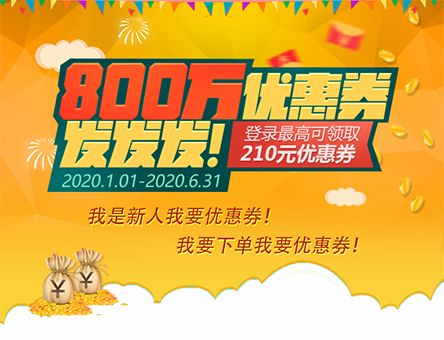 800万优惠券
发发发!
登录最高可领取
210元优惠券
2020.1.01-2020.6.31
我是新人我要优惠券!
我要下单我要优惠券!
¥
¥